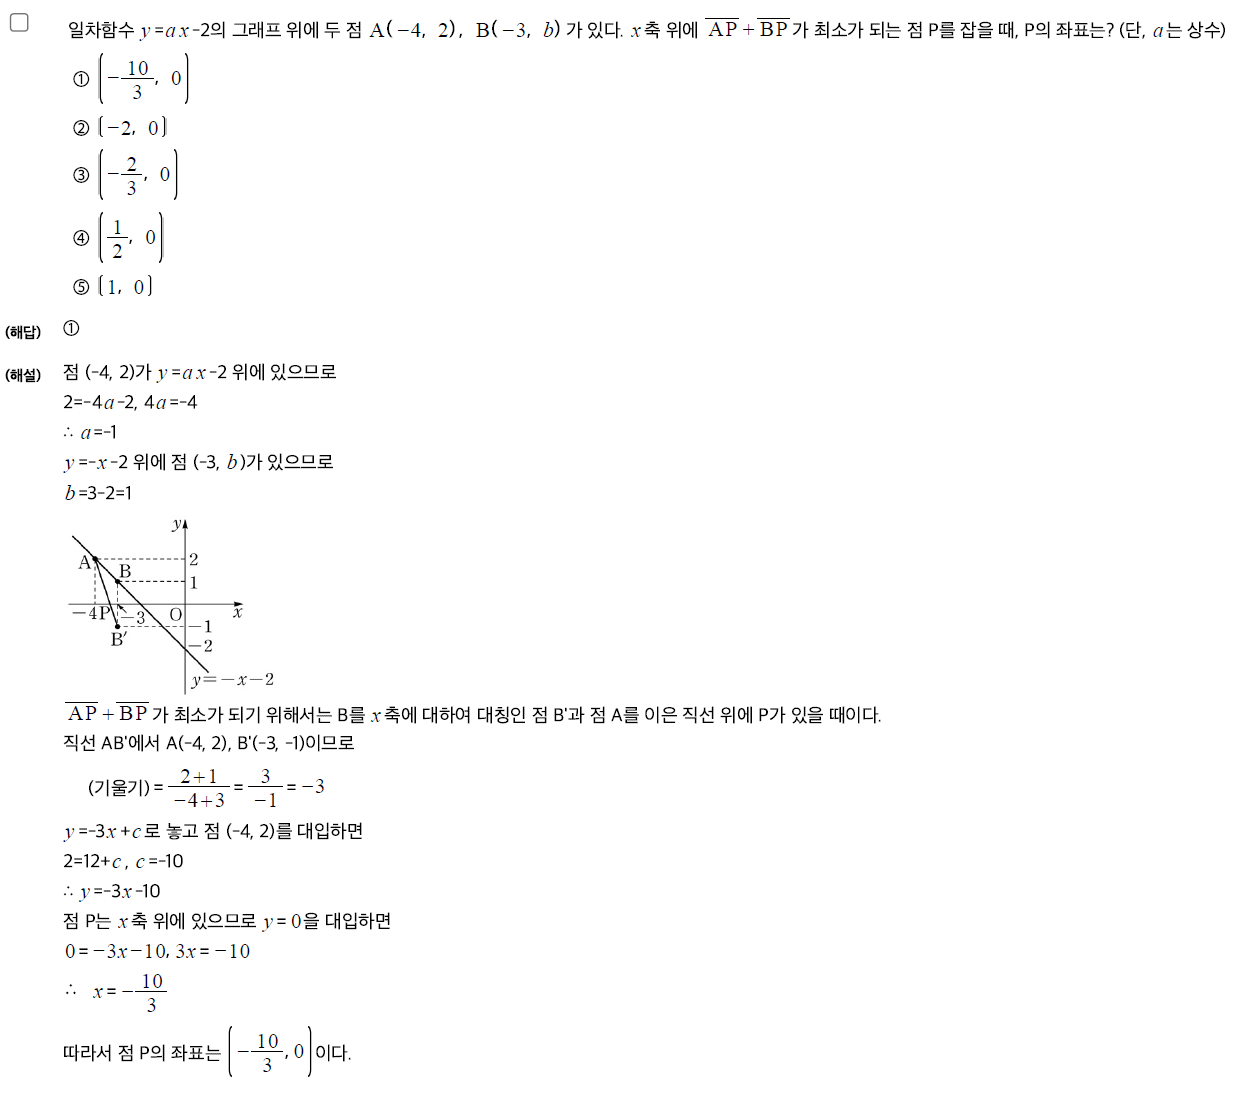 일차함수 y=ax-2의 그래프 위에 두 점 A(-4, 2), B(-3, b)가 있다. x축 위에 \overline{AP}+\overline{BP}가 최소가 되는 점 P를 잡을 때, P의 좌표는? (단, a는 상수)
① (-10/3, 0)
② (-2, 0)
③ (-2/3, 0)
④ (1/2, 0)
⑤ (1, 0)
(해답) ①
(해설) 점 (-4, 2)가 y=ax-2 위에 있으므로
2=-4a-2, 4a=-4
∴ a=-1
y=-x-2 위에 점 (-3, b)가 있으므로
b=3-2=1
y
A
2
B
1
-4
P
-3
O
x
B′
-1
-2
y=-x-2
\overline{AP}+\overline{BP}가 최소가 되기 위해서는 B를 x축에 대하여 대칭인 점 B'과 점 A를 이은 직선 위에 P가 있을 때이다.
직선 AB'에서 A(-4, 2), B'(-3, -1)이므로
(기울기) = (2+1)/(-4+3) = 3/(-1) = -3
y=-3x+c로 놓고 점 (-4, 2)를 대입하면
2=12+c, c=-10
∴ y=-3x-10
점 P는 x축 위에 있으므로 y=0을 대입하면
0=-3x-10, 3x=-10
∴ x=-10/3
따라서 점 P의 좌표는 (-10/3, 0)이다.